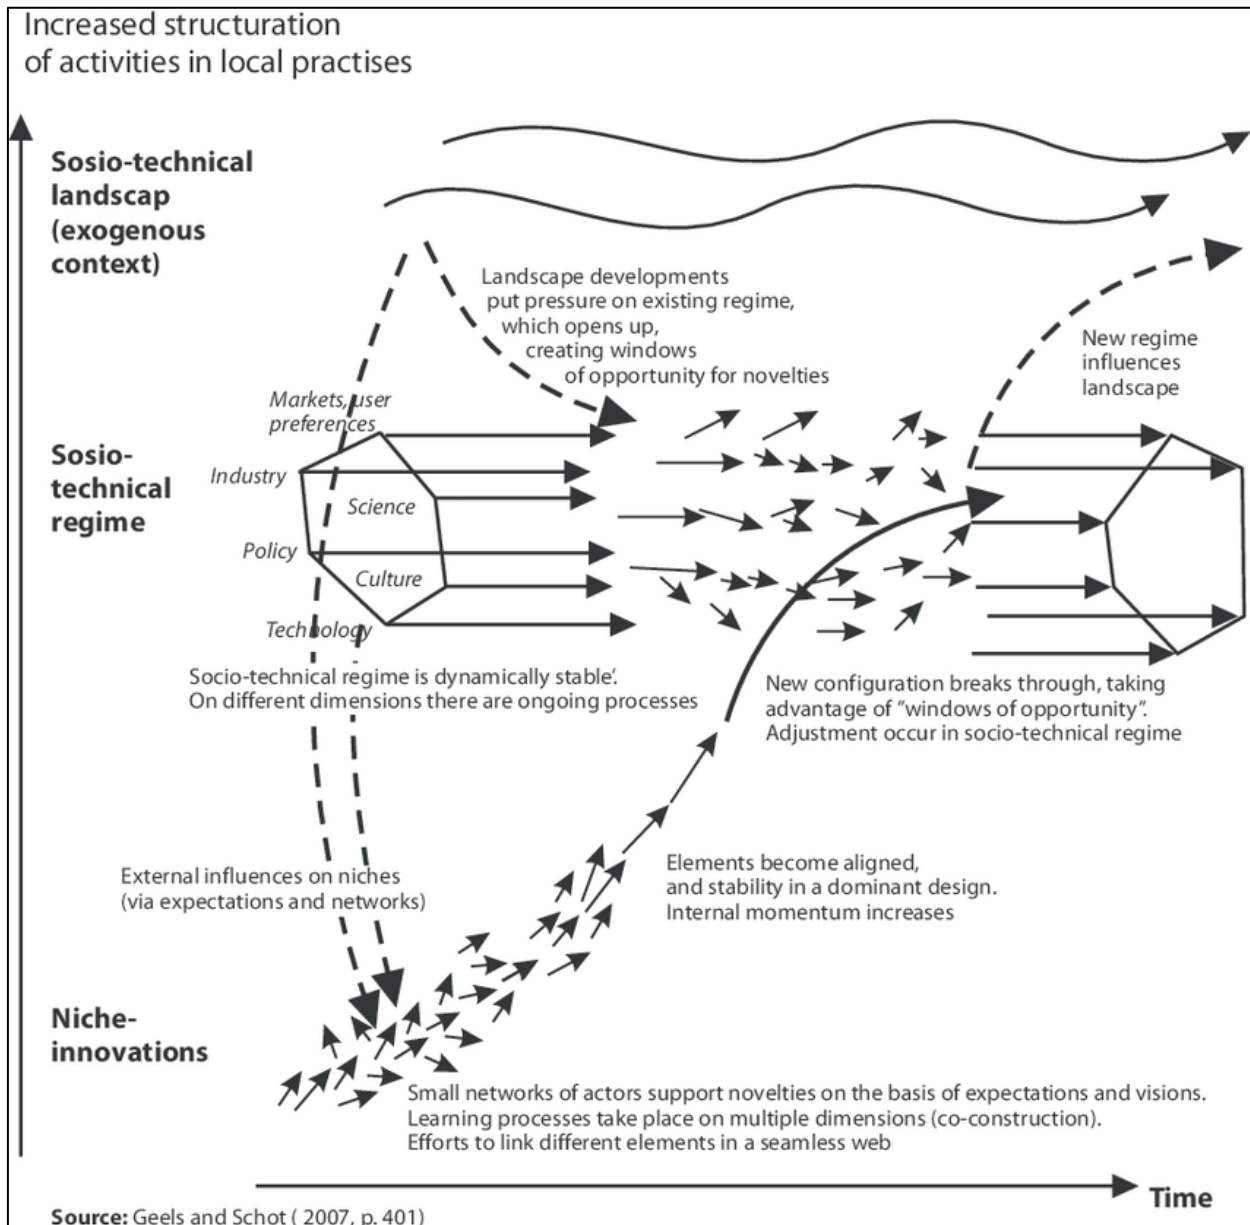 Increased structuration
of activities in local practises
Sosio-technical
landscap
(exogenous
context)
Landscape developments
put pressure on existing regime,
which opens up,
creating windows
of opportunity for novelties
New regime
influences
landscape
Markets, user
preferences
Sosio-
technical
regime
Industry
Science
Policy
Culture
Technology
Socio-technical regime is dynamically stable‘.
On different dimensions there are ongoing processes
New configuration breaks through, taking
advantage of "windows of opportunity".
Adjustment occur in socio-technical regime
External influences on niches
(via expectations and networks)
Elements become aligned,
and stability in a dominant design.
Internal momentum increases
Niche-
innovations
Small networks of actors support novelties on the basis of expectations and visions.
Learning processes take place on multiple dimensions (co-construction).
Efforts to link different elements in a seamless web
Time
Source: Geels and Schot ( 2007, p. 401)